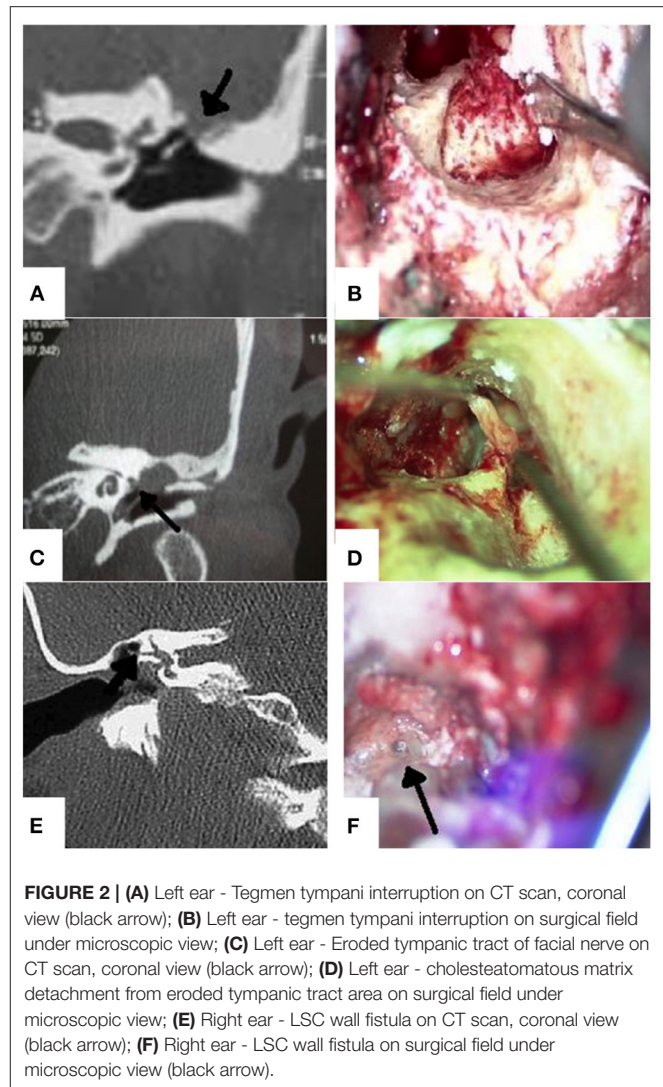 A
B
516.00mm
4 SD
987,242)
1 50
C
D
E
F
FIGURE 2 | (A) Left ear - Tegmen tympani interruption on CT scan, coronal
view (black arrow); (B) Left ear - tegmen tympani interruption on surgical field
under microscopic view; (C) Left ear - Eroded tympanic tract of facial nerve on
CT scan, coronal view (black arrow); (D) Left ear - cholesteatomatous matrix
detachment from eroded tympanic tract area on surgical field under
microscopic view; (E) Right ear - LSC wall fistula on CT scan, coronal view
(black arrow); (F) Right ear - LSC wall fistula on surgical field under
microscopic view (black arrow).